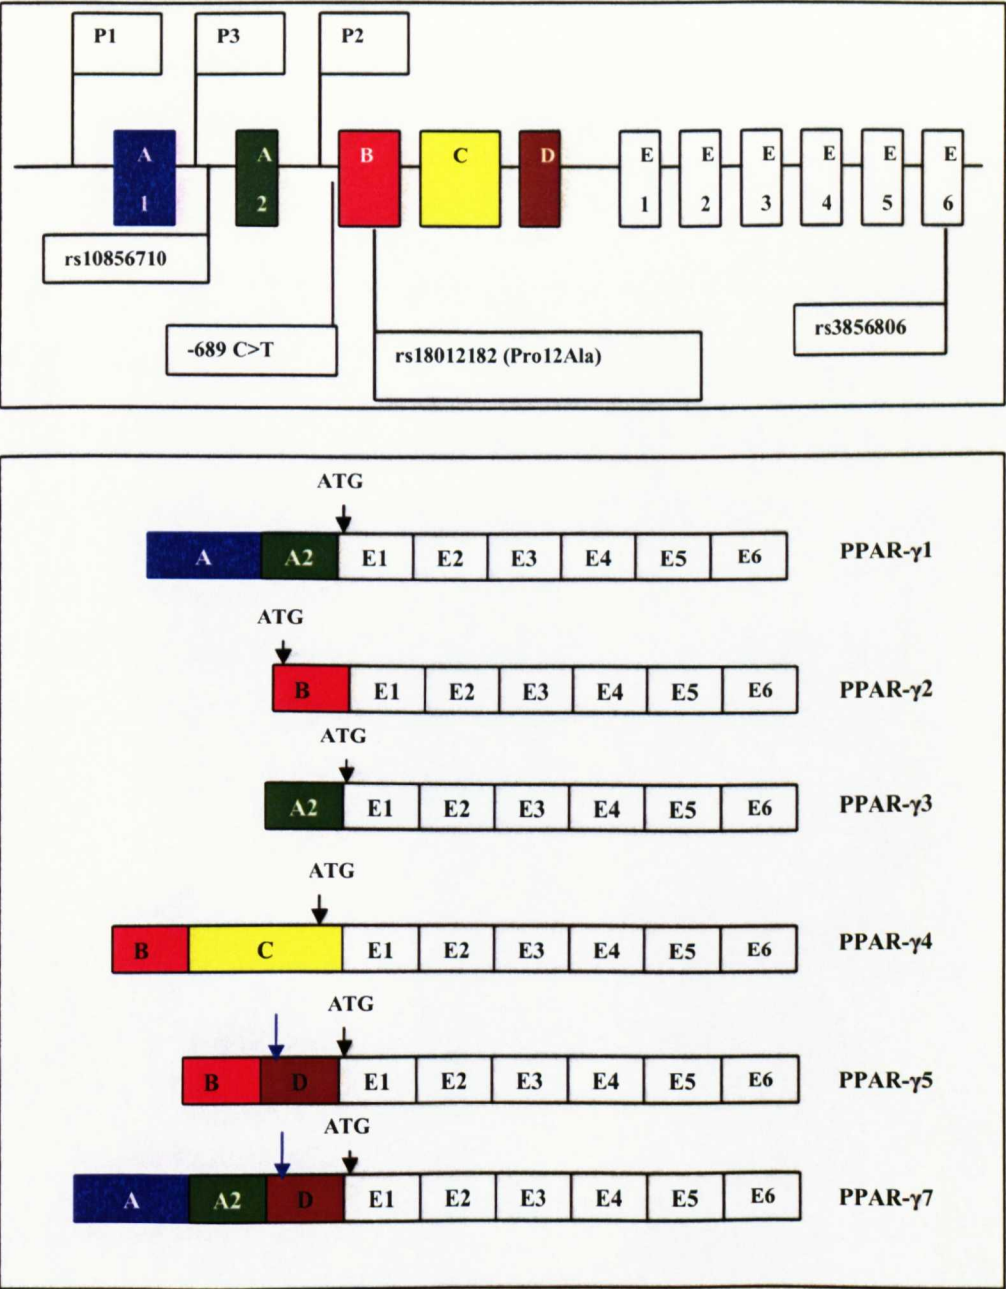 P1 P3 P2
A A B C D E E E E E E
1 2 1 2 3 4 5 6
rs10856710
rs3856806
-689 C>T
rs18012182 (Pro12Ala)
ATG
A A2 E1 E2 E3 E4 E5 E6 PPAR-γ1
ATG
B E1 E2 E3 E4 E5 E6 PPAR-γ2
ATG
A2 E1 E2 E3 E4 E5 E6 PPAR-γ3
ATG
B C E1 E2 E3 E4 E5 E6 PPAR-γ4
ATG
B D E1 E2 E3 E4 E5 E6 PPAR-γ5
ATG
A A2 D E1 E2 E3 E4 E5 E6 PPAR-γ7